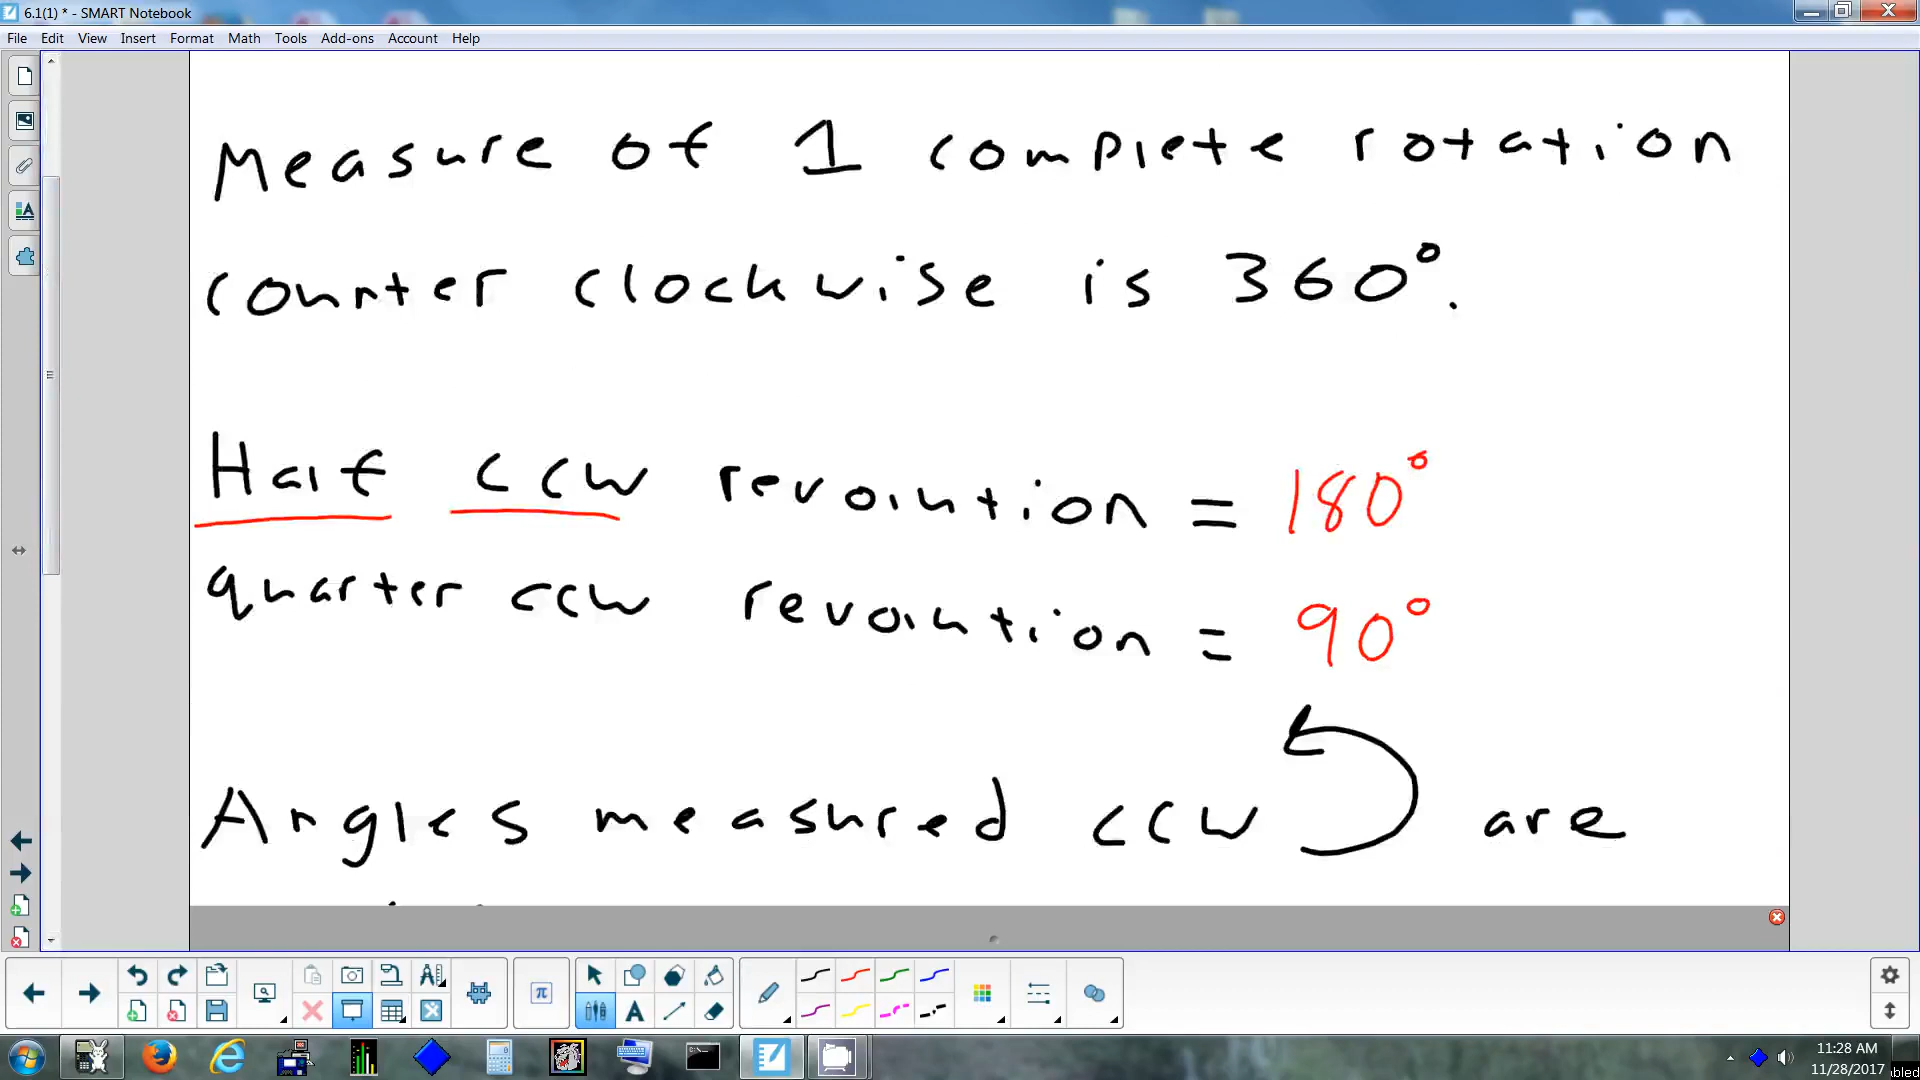 6.1(1) * - SMART Notebook
File Edit View Insert Format Math Tools Add-ons Account Help
Measure of 1 complete rotation
counter clockwise is 360°.
Half CCW revolution = 180°
quarter CCW revolution = 90°
Angles measured CCW are
11:28 AM
11/28/2017